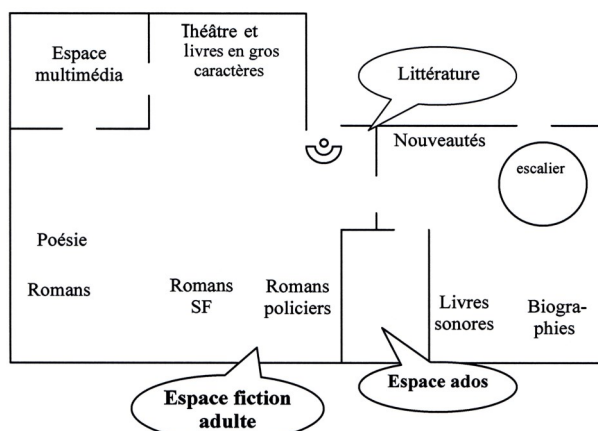 Espace
multimédia
Théâtre et
livres en gros
caractères
Littérature
Nouveautés
escalier
Poésie
Romans
Romans
SF
Romans
policiers
Livres
sonores
Biogra-
phies
Espace fiction
adulte
Espace ados